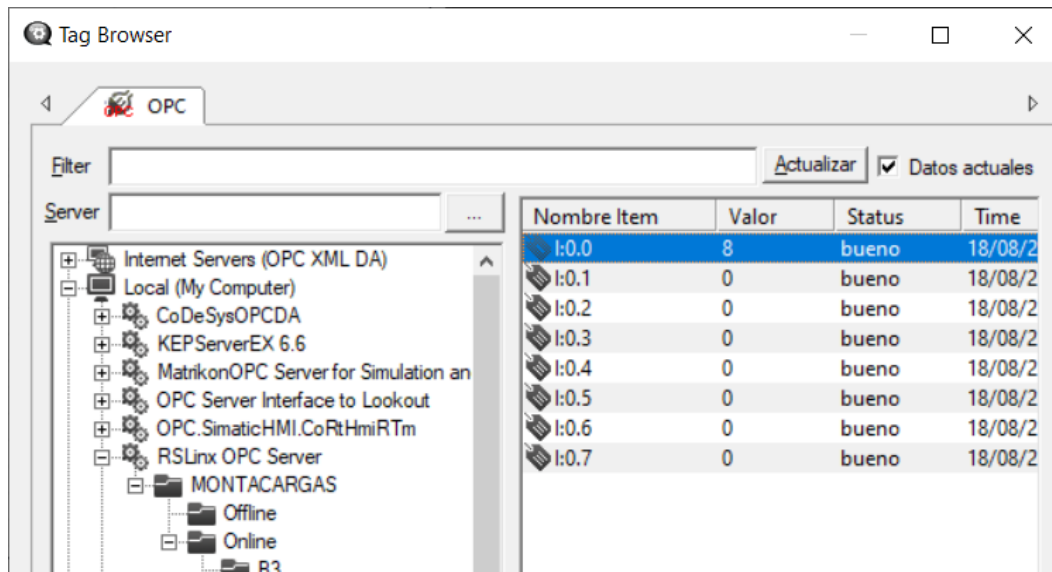 Tag Browser
OPC
Filter Actualizar Datos actuales
Server ...
Nombre Item Valor Status Time
I:0.0 8 bueno 18/08/2
I:0.1 0 bueno 18/08/2
I:0.2 0 bueno 18/08/2
I:0.3 0 bueno 18/08/2
I:0.4 0 bueno 18/08/2
I:0.5 0 bueno 18/08/2
I:0.6 0 bueno 18/08/2
I:0.7 0 bueno 18/08/2
Internet Servers (OPC XML DA)
Local (My Computer)
CoDeSysOPCDA
KEPServerEX 6.6
MatrikonOPC Server for Simulation an
OPC Server Interface to Lookout
OPC.SimaticHMI.CoRtHmiRTm
RSLinx OPC Server
MONTACARGAS
Offline
Online